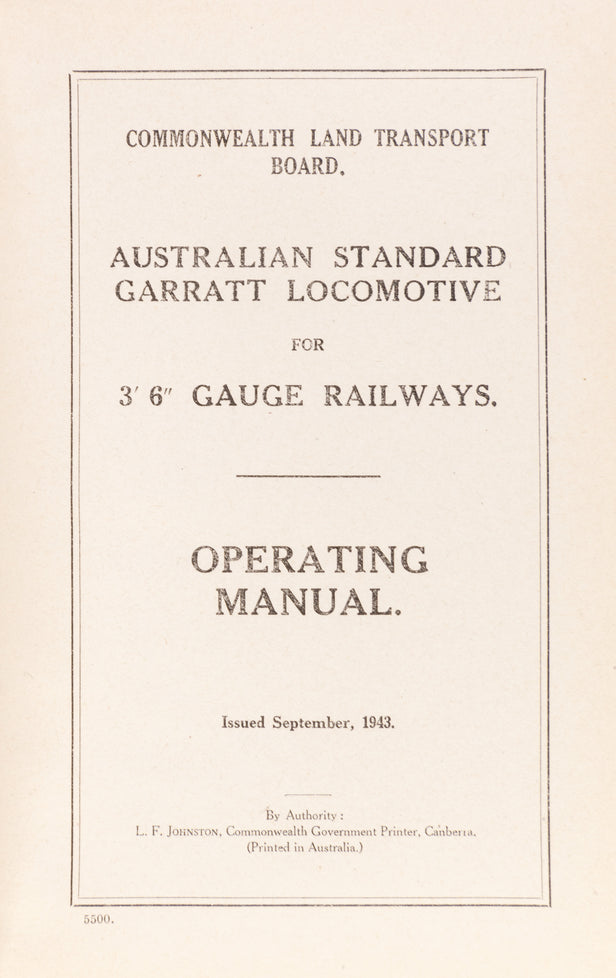 COMMONWEALTH LAND TRANSPORT
BOARD.
AUSTRALIAN STANDARD
GARRATT LOCOMOTIVE
FOR
3′ 6″ GAUGE RAILWAYS.
OPERATING
MANUAL.
Issued September, 1943.
By Authority :
L. F. JOHNSTON, Commonwealth Government Printer, Canberra.
(Printed in Australia.)
5500.